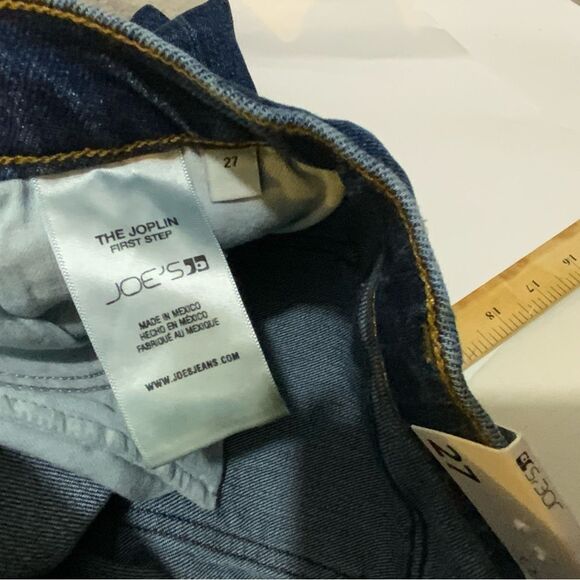 27
THE JOPLIN
FIRST STEP
JOE'S
MADE IN MEXICO
HECHO EN MÉXICO
FABRIQUÉ AU MEXIQUE
WWW.JOESJEANS.COM
16
17
18
27
JOE'S